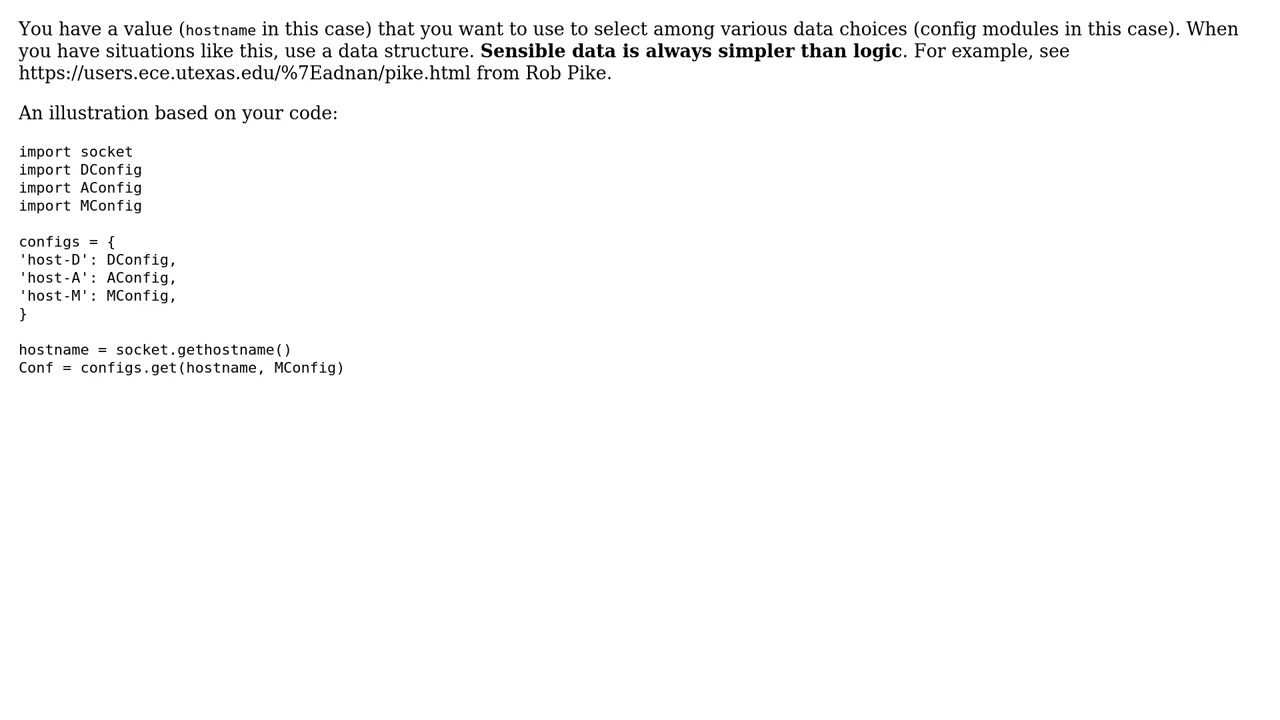 You have a value (hostname in this case) that you want to use to select among various data choices (config modules in this case). When
you have situations like this, use a data structure. Sensible data is always simpler than logic. For example, see
https://users.ece.utexas.edu/%7Eadnan/pike.html from Rob Pike.
An illustration based on your code:
import socket
import DConfig
import AConfig
import MConfig
configs = {
'host-D': DConfig,
'host-A': AConfig,
'host-M': MConfig,
}
hostname = socket.gethostname()
Conf = configs.get(hostname, MConfig)